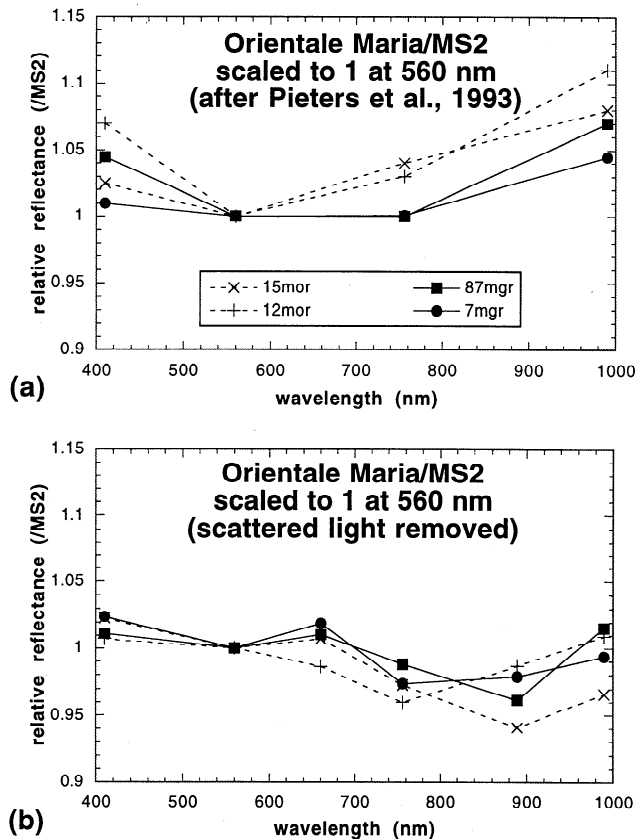 Orientale Maria/MS2
scaled to 1 at 560 nm
(after Pieters et al., 1993)
relative reflectance (/MS2)
1.15
1.1
1.05
1
0.95
0.9
15mor
87mgr
12mor
7mgr
400
500
600
700
800
900
1000
wavelength (nm)
(a)
Orientale Maria/MS2
scaled to 1 at 560 nm
(scattered light removed)
relative reflectance (/MS2)
1.15
1.1
1.05
1
0.95
0.9
400
500
600
700
800
900
1000
wavelength (nm)
(b)